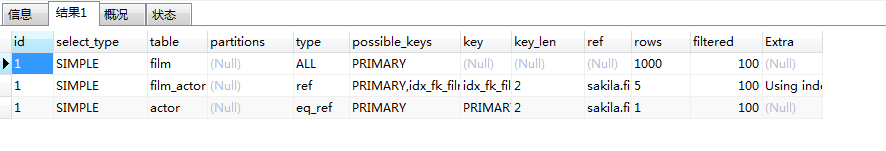 信息 结果1 概况 状态
id select_type table partitions type possible_keys key key_len ref rows filtered Extra
1 SIMPLE film (Null) ALL PRIMARY (Null) (Null) (Null) 1000 100 (Null)
1 SIMPLE film_actor (Null) ref PRIMARY,idx_fk_film idx_fk_fil 2 sakila.fi 5 100 Using inde
1 SIMPLE actor (Null) eq_ref PRIMARY PRIMAR 2 sakila.fi 1 100 (Null)